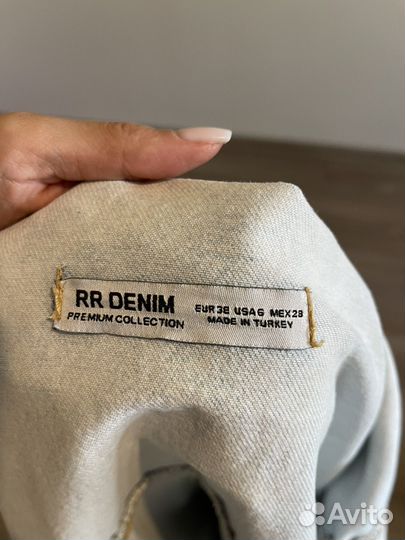 RR DENIM
PREMIUM COLLECTION
EUR38 USA6 MEX28
MADE IN TURKEY
Avito